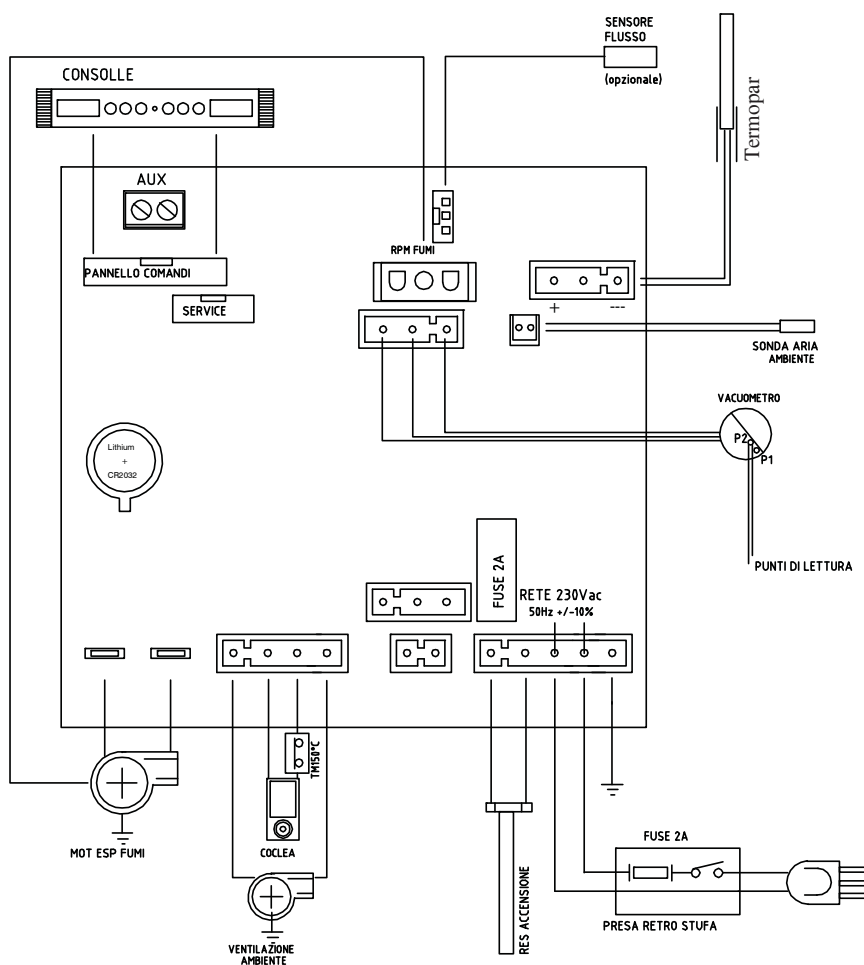 SENSORE
FLUSSO
(opzionale)
CONSOLLE
Termopar
AUX
RPM FUMI
PANNELLO COMANDI
SERVICE
+ ---
SONDA ARIA
AMBIENTE
VACUOMETRO
P2
P1
Lithium
+
CR2032
PUNTI DI LETTURA
FUSE 2A
RETE 230Vac
50Hz +/-10%
TM150°C
MOT ESP FUMI
COCLEA
FUSE 2A
RES ACCENSIONE
PRESA RETRO STUFA
VENTILAZIONE
AMBIENTE